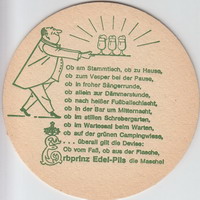 Ob am Stammtisch, ob zu Hause,
ob zum Vesper bei der Pause,
ob in froher Sängerrunde,
ob allein zur Dämmerstunde,
ob nach heißer Fußballschlacht,
ob in der Bar um Mitternacht,
ob im stillen Schrebergarten,
ob im Wartesaal beim Warten,
ob auf der grünen Campingwiese,
... überall gilt die Devise:
Ob vom Faß, ob aus der Flasche,
Erbprinz Edel-Pils die Masche!